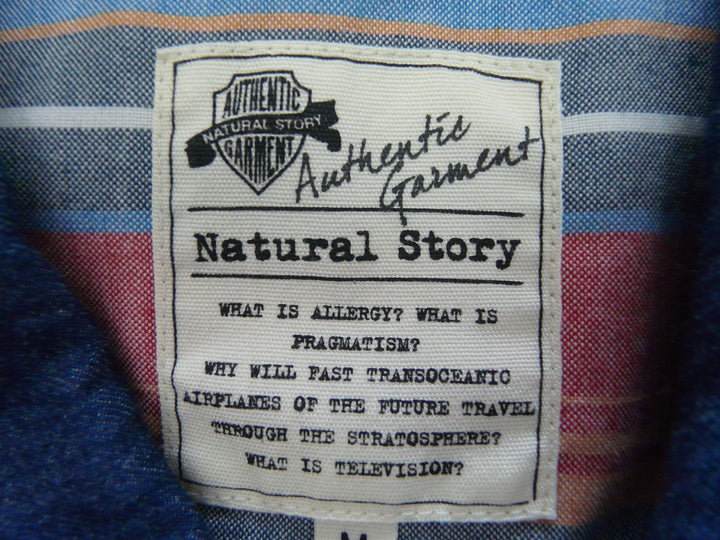 AUTHENTIC
NATURAL STORY
GARMENT
Authentic
Garment
Natural Story
WHAT IS ALLERGY? WHAT IS
PRAGMATISM?
WHY WILL FAST TRANSOCEANIC
AIRPLANES OF THE FUTURE TRAVEL
THROUGH THE STRATOSPHERE?
WHAT IS TELEVISION?
M